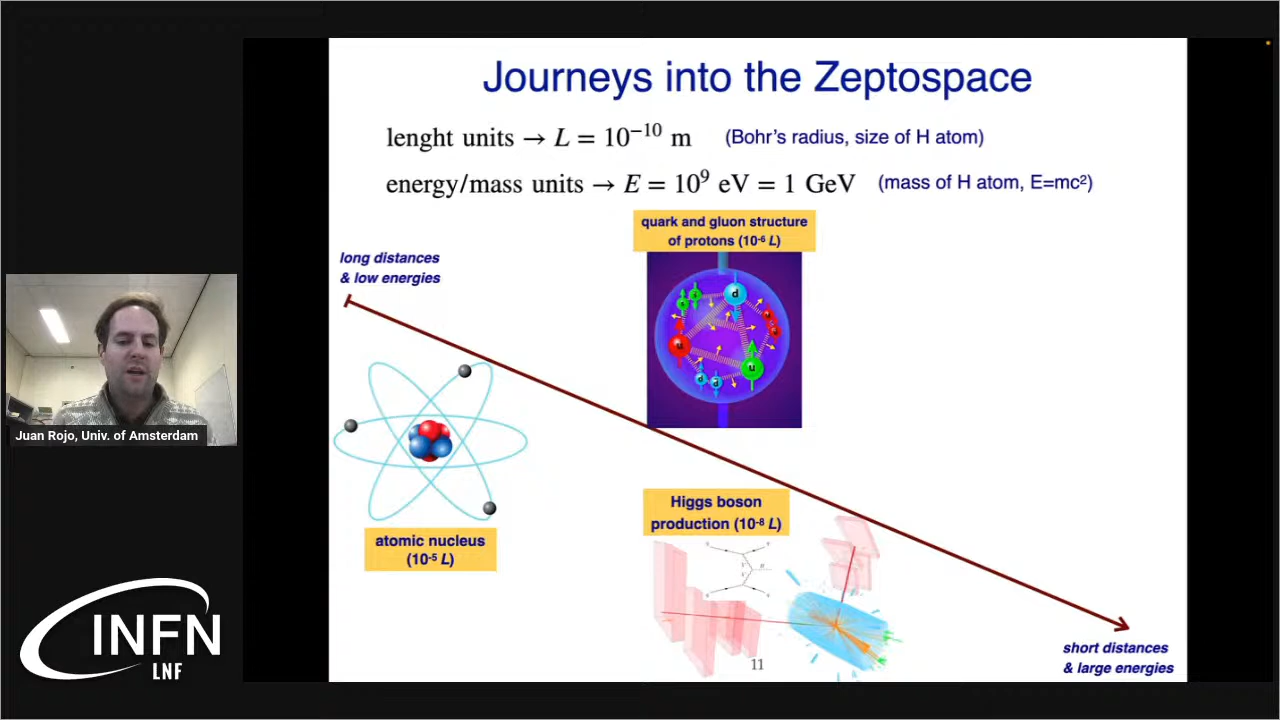 Journeys into the Zeptospace
lenght units → L = 10⁻¹⁰ m (Bohr's radius, size of H atom)
energy/mass units → E = 10⁹ eV = 1 GeV (mass of H atom, E=mc²)
quark and gluon structure
of protons (10⁻⁶ L)
long distances
& low energies
d
u
u
d
d
s
s
Juan Rojo, Univ. of Amsterdam
Higgs boson
production (10⁻⁸ L)
atomic nucleus
(10⁻⁵ L)
INFN
LNF
11
short distances
& large energies